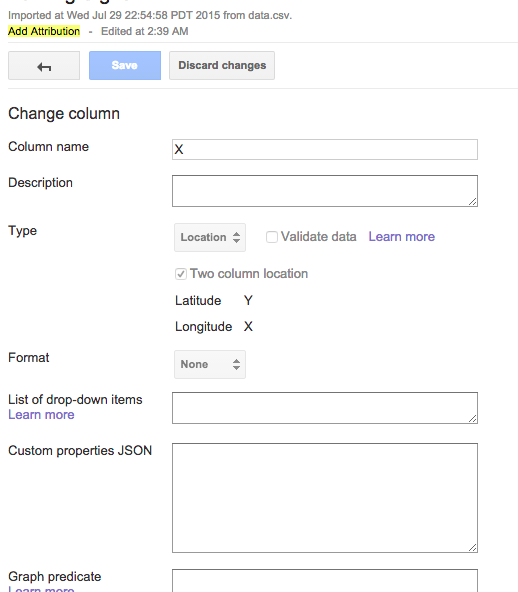 Imported at Wed Jul 29 22:54:58 PDT 2015 from data.csv.
Add Attribution - Edited at 2:39 AM
Save Discard changes
Change column
Column name X
Description
Type Location Validate data Learn more
Two column location
Latitude Y
Longitude X
Format None
List of drop-down items
Learn more
Custom properties JSON
Graph predicate
Learn more